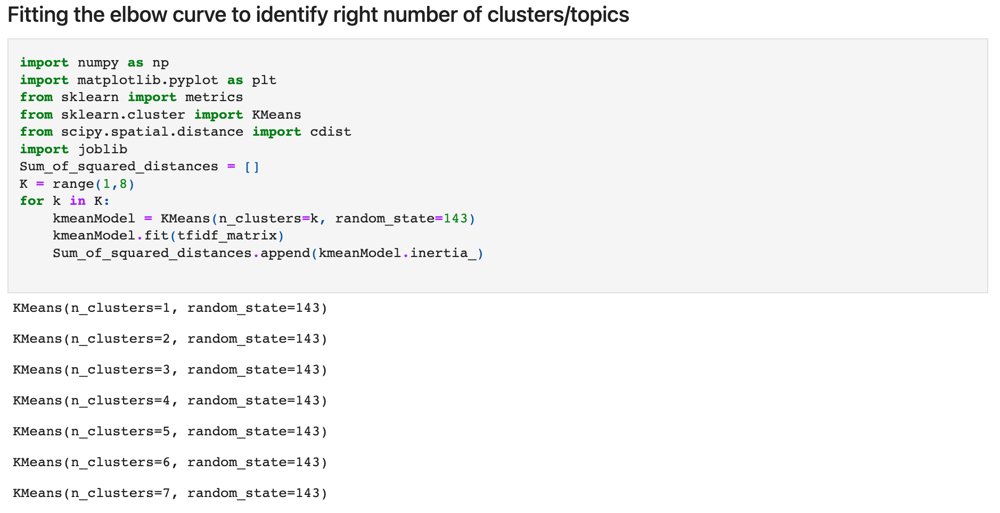 Fitting the elbow curve to identify right number of clusters/topics
import numpy as np
import matplotlib.pyplot as plt
from sklearn import metrics
from sklearn.cluster import KMeans
from scipy.spatial.distance import cdist
import joblib
Sum_of_squared_distances = []
K = range(1,8)
for k in K:
    kmeanModel = KMeans(n_clusters=k, random_state=143)
    kmeanModel.fit(tfidf_matrix)
    Sum_of_squared_distances.append(kmeanModel.inertia_)
KMeans(n_clusters=1, random_state=143)
KMeans(n_clusters=2, random_state=143)
KMeans(n_clusters=3, random_state=143)
KMeans(n_clusters=4, random_state=143)
KMeans(n_clusters=5, random_state=143)
KMeans(n_clusters=6, random_state=143)
KMeans(n_clusters=7, random_state=143)